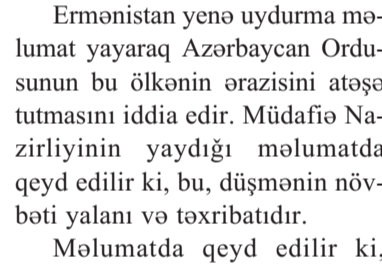 Ermənistan yenə uydurma mə-
lumat yayaraq Azərbaycan Ordu-
sunun bu ölkənin ərazisini atəşə
tutmasını iddia edir. Müdafiə Na-
zirliyinin yaydığı məlumatda
qeyd edilir ki, bu, düşmənin növ-
bəti yalanı və təxribatıdır.
Məlumatda qeyd edilir ki,